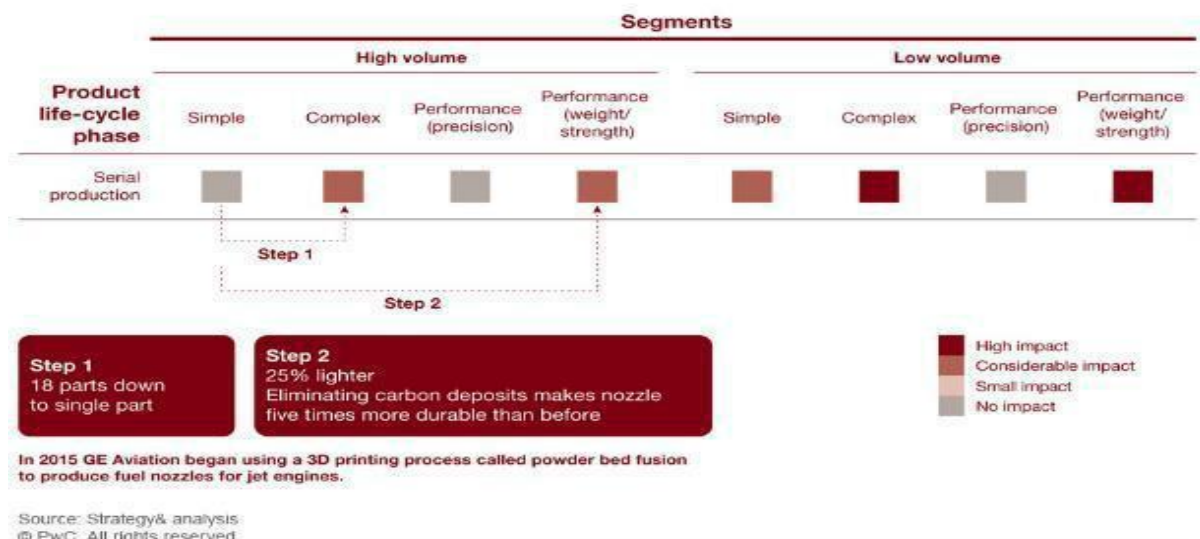 Segments
High volume
Low volume
Product
life-cycle
phase
Simple
Complex
Performance
(precision)
Performance
(weight/
strength)
Simple
Complex
Performance
(precision)
Performance
(weight/
strength)
Serial
production
Step 1
Step 2
Step 1
18 parts down
to single part
Step 2
25% lighter
Eliminating carbon deposits makes nozzle
five times more durable than before
High impact
Considerable impact
Small impact
No impact
In 2015 GE Aviation began using a 3D printing process called powder bed fusion
to produce fuel nozzles for jet engines.
Source: Strategy& analysis
© PwC. All rights reserved